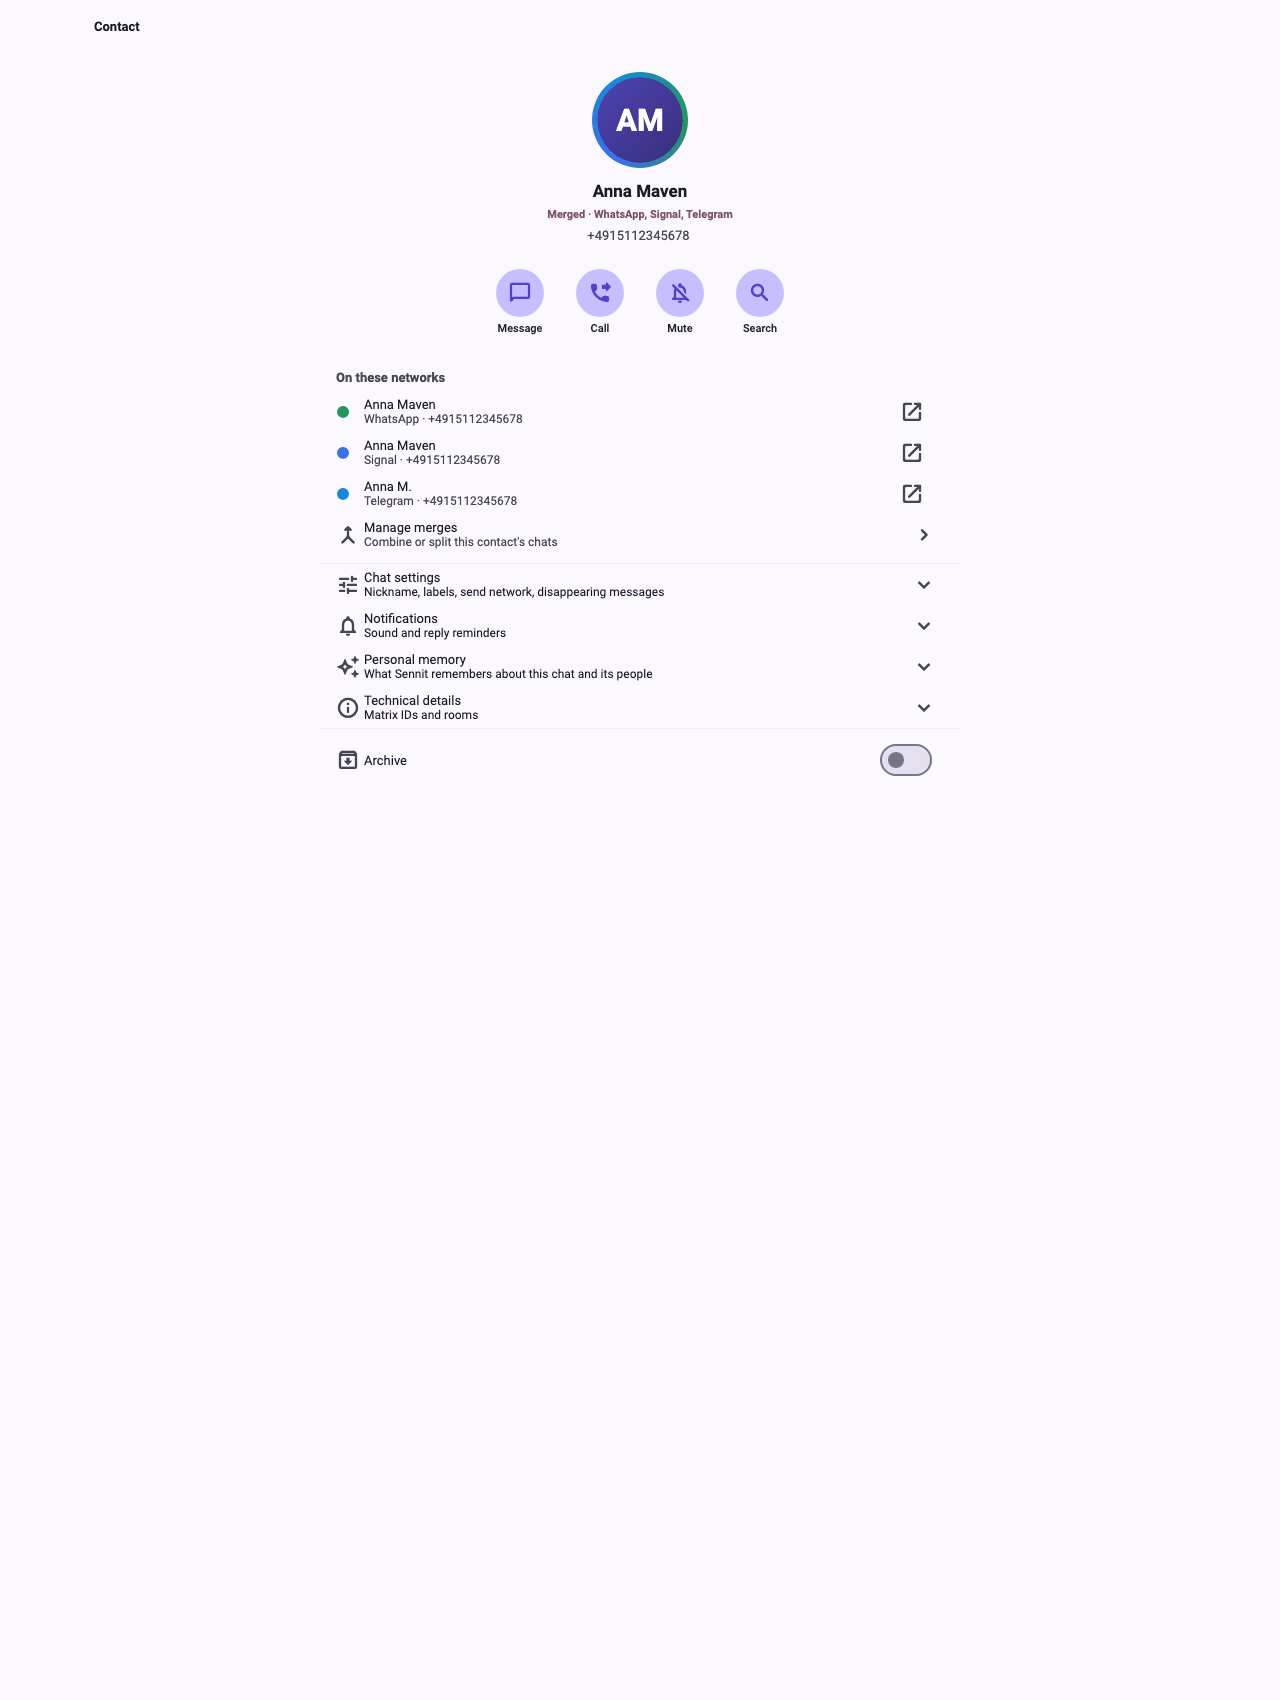 Contact
AM
Anna Maven
Merged · WhatsApp, Signal, Telegram
+4915112345678
Message
Call
Mute
Search
On these networks
Anna Maven
WhatsApp · +4915112345678
Anna Maven
Signal · +4915112345678
Anna M.
Telegram · +4915112345678
Manage merges
Combine or split this contact's chats
Chat settings
Nickname, labels, send network, disappearing messages
Notifications
Sound and reply reminders
Personal memory
What Sennit remembers about this chat and its people
Technical details
Matrix IDs and rooms
Archive